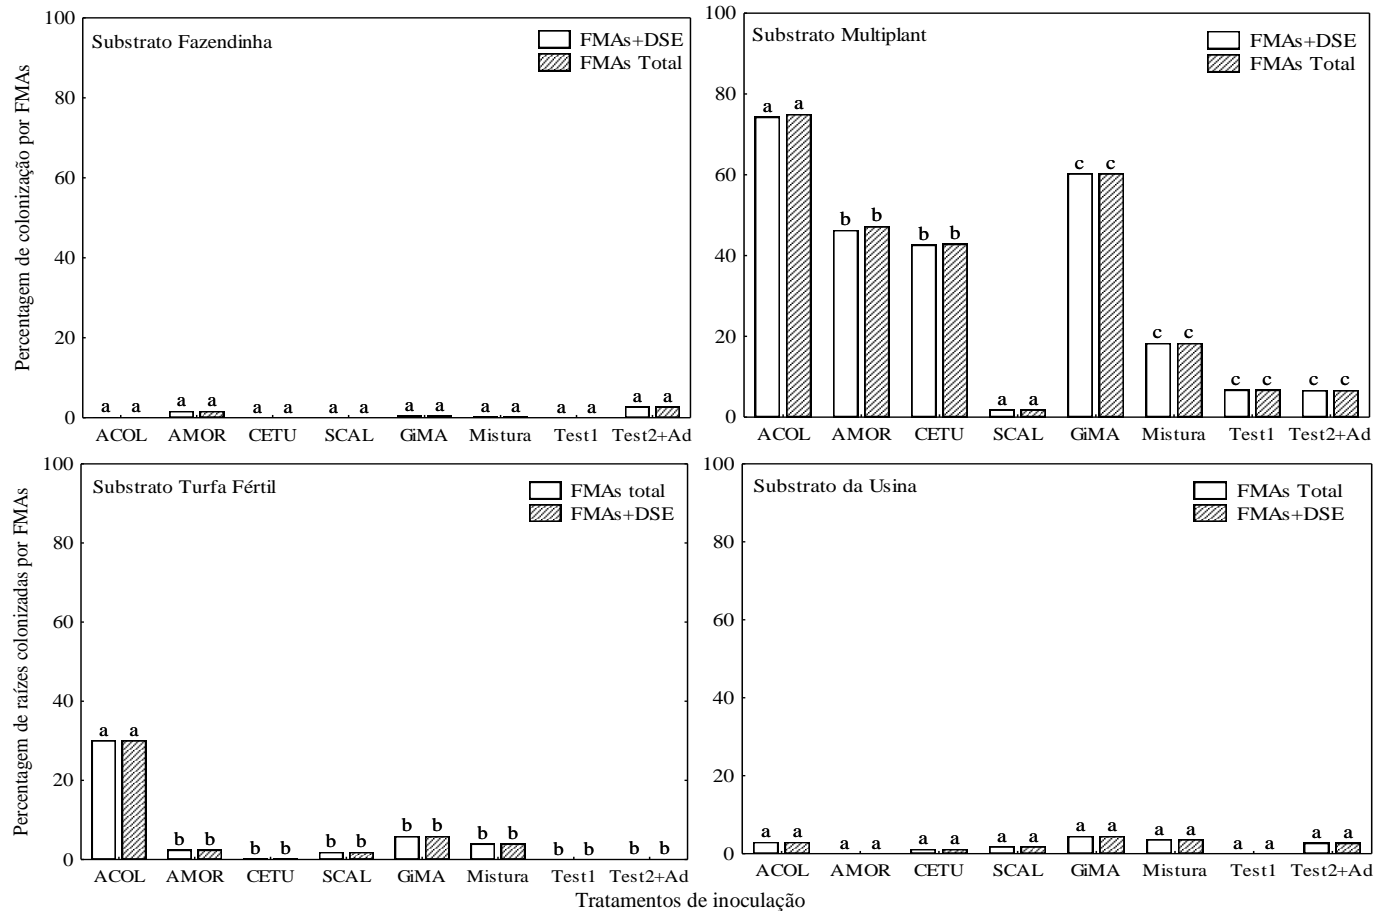 Percentagem de colonização por FMAs
100
80
60
40
20
0
Substrato Fazendinha
FMAs+DSE
FMAs Total
a a a a a a a a a a a a a a a a
ACOL AMOR CETU SCAL GiMA Mistura Test1 Test2+Ad
100
80
60
40
20
0
Substrato Multiplant
FMAs+DSE
FMAs Total
a a b b b b a a c c c c c c c c
ACOL AMOR CETU SCAL GiMA Mistura Test1 Test2+Ad
Percentagem de raízes colonizadas por FMAs
100
80
60
40
20
0
Substrato Turfa Fértil
FMAs total
FMAs+DSE
a a b b b b b b b b b b b b b b
ACOL AMOR CETU SCAL GiMA Mistura Test1 Test2+Ad
100
80
60
40
20
0
Substrato da Usina
FMAs Total
FMAs+DSE
a a a a a a a a a a a a a a a a
ACOL AMOR CETU SCAL GiMA Mistura Test1 Test2+Ad
Tratamentos de inoculação